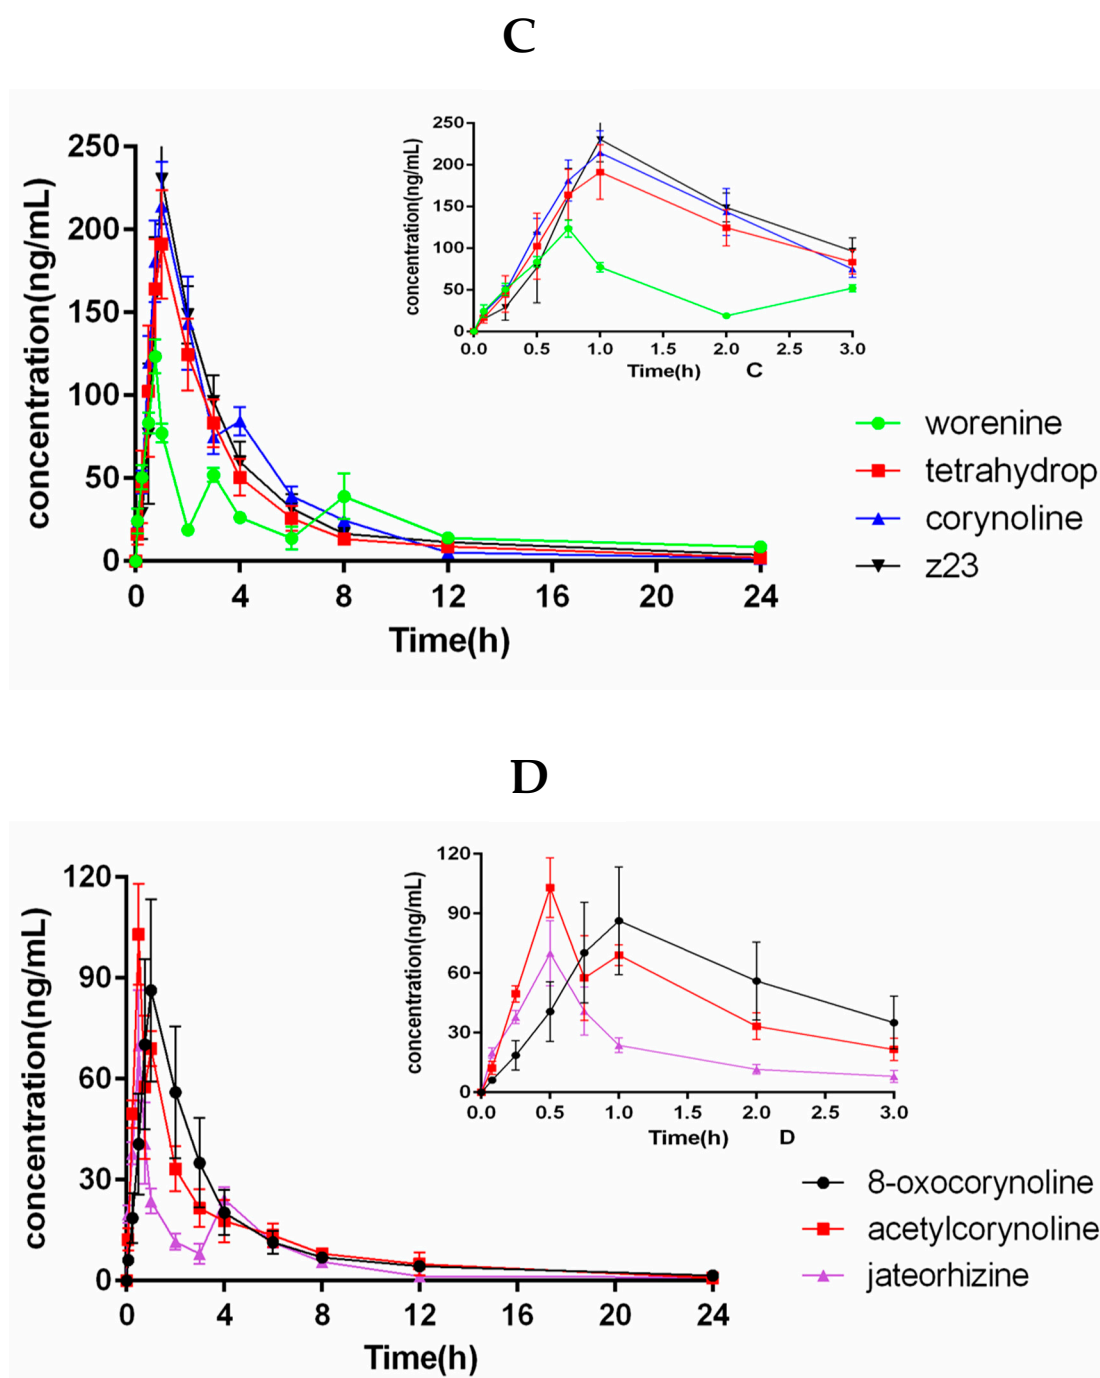 C
concentration(ng/mL)
250
200
150
100
50
0
0 4 8 12 16 20 24
Time(h)
concentration(ng/mL)
250
200
150
100
50
0
0.0 0.5 1.0 1.5 2.0 2.5 3.0
Time(h) C
worenine
tetrahydrop
corynoline
z23
D
concentration(ng/mL)
120
90
60
30
0
0 4 8 12 16 20 24
Time(h)
concentration(ng/mL)
120
90
60
30
0
0.0 0.5 1.0 1.5 2.0 2.5 3.0
Time(h) D
8-oxocorynoline
acetylcorynoline
jateorhizine